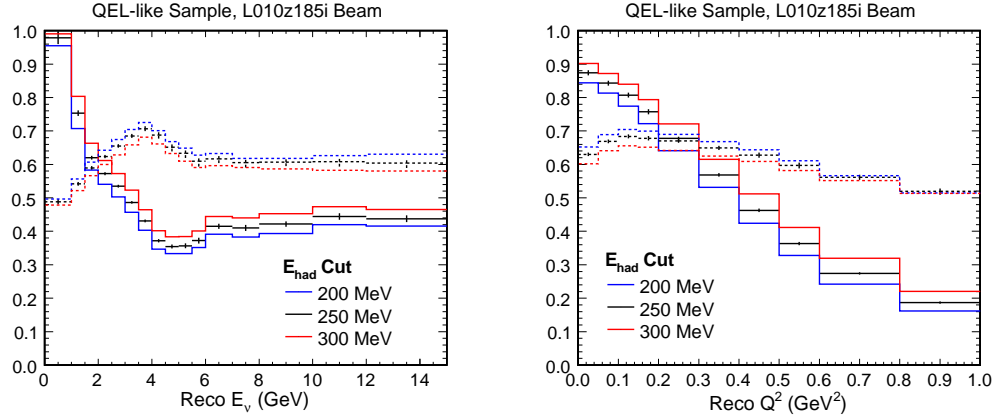 QEL-like Sample, L010z185i Beam
1.0
0.9
0.8
0.7
0.6
0.5
0.4
0.3
0.2
0.1
0.0
E_had Cut
200 MeV
250 MeV
300 MeV
0 2 4 6 8 10 12 14
Reco E_ν (GeV)
QEL-like Sample, L010z185i Beam
1.0
0.9
0.8
0.7
0.6
0.5
0.4
0.3
0.2
0.1
0.0
E_had Cut
200 MeV
250 MeV
300 MeV
0.0 0.1 0.2 0.3 0.4 0.5 0.6 0.7 0.8 0.9 1.0
Reco Q² (GeV²)